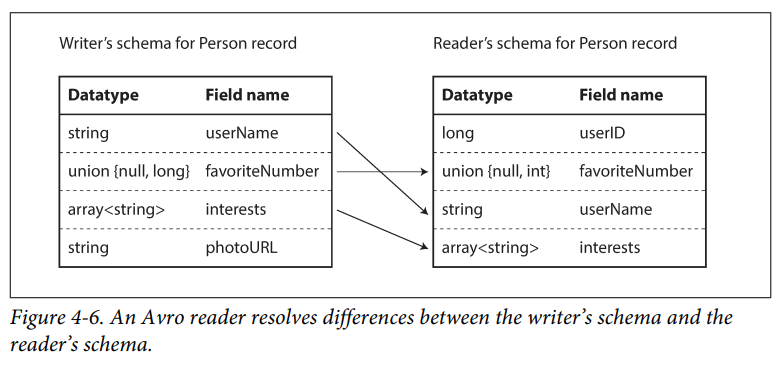 Writer's schema for Person record
Reader's schema for Person record
Datatype Field name
string userName
union {null, long} favoriteNumber
array<string> interests
string photoURL
Datatype Field name
long userID
union {null, int} favoriteNumber
string userName
array<string> interests
Figure 4-6. An Avro reader resolves differences between the writer's schema and the
reader's schema.